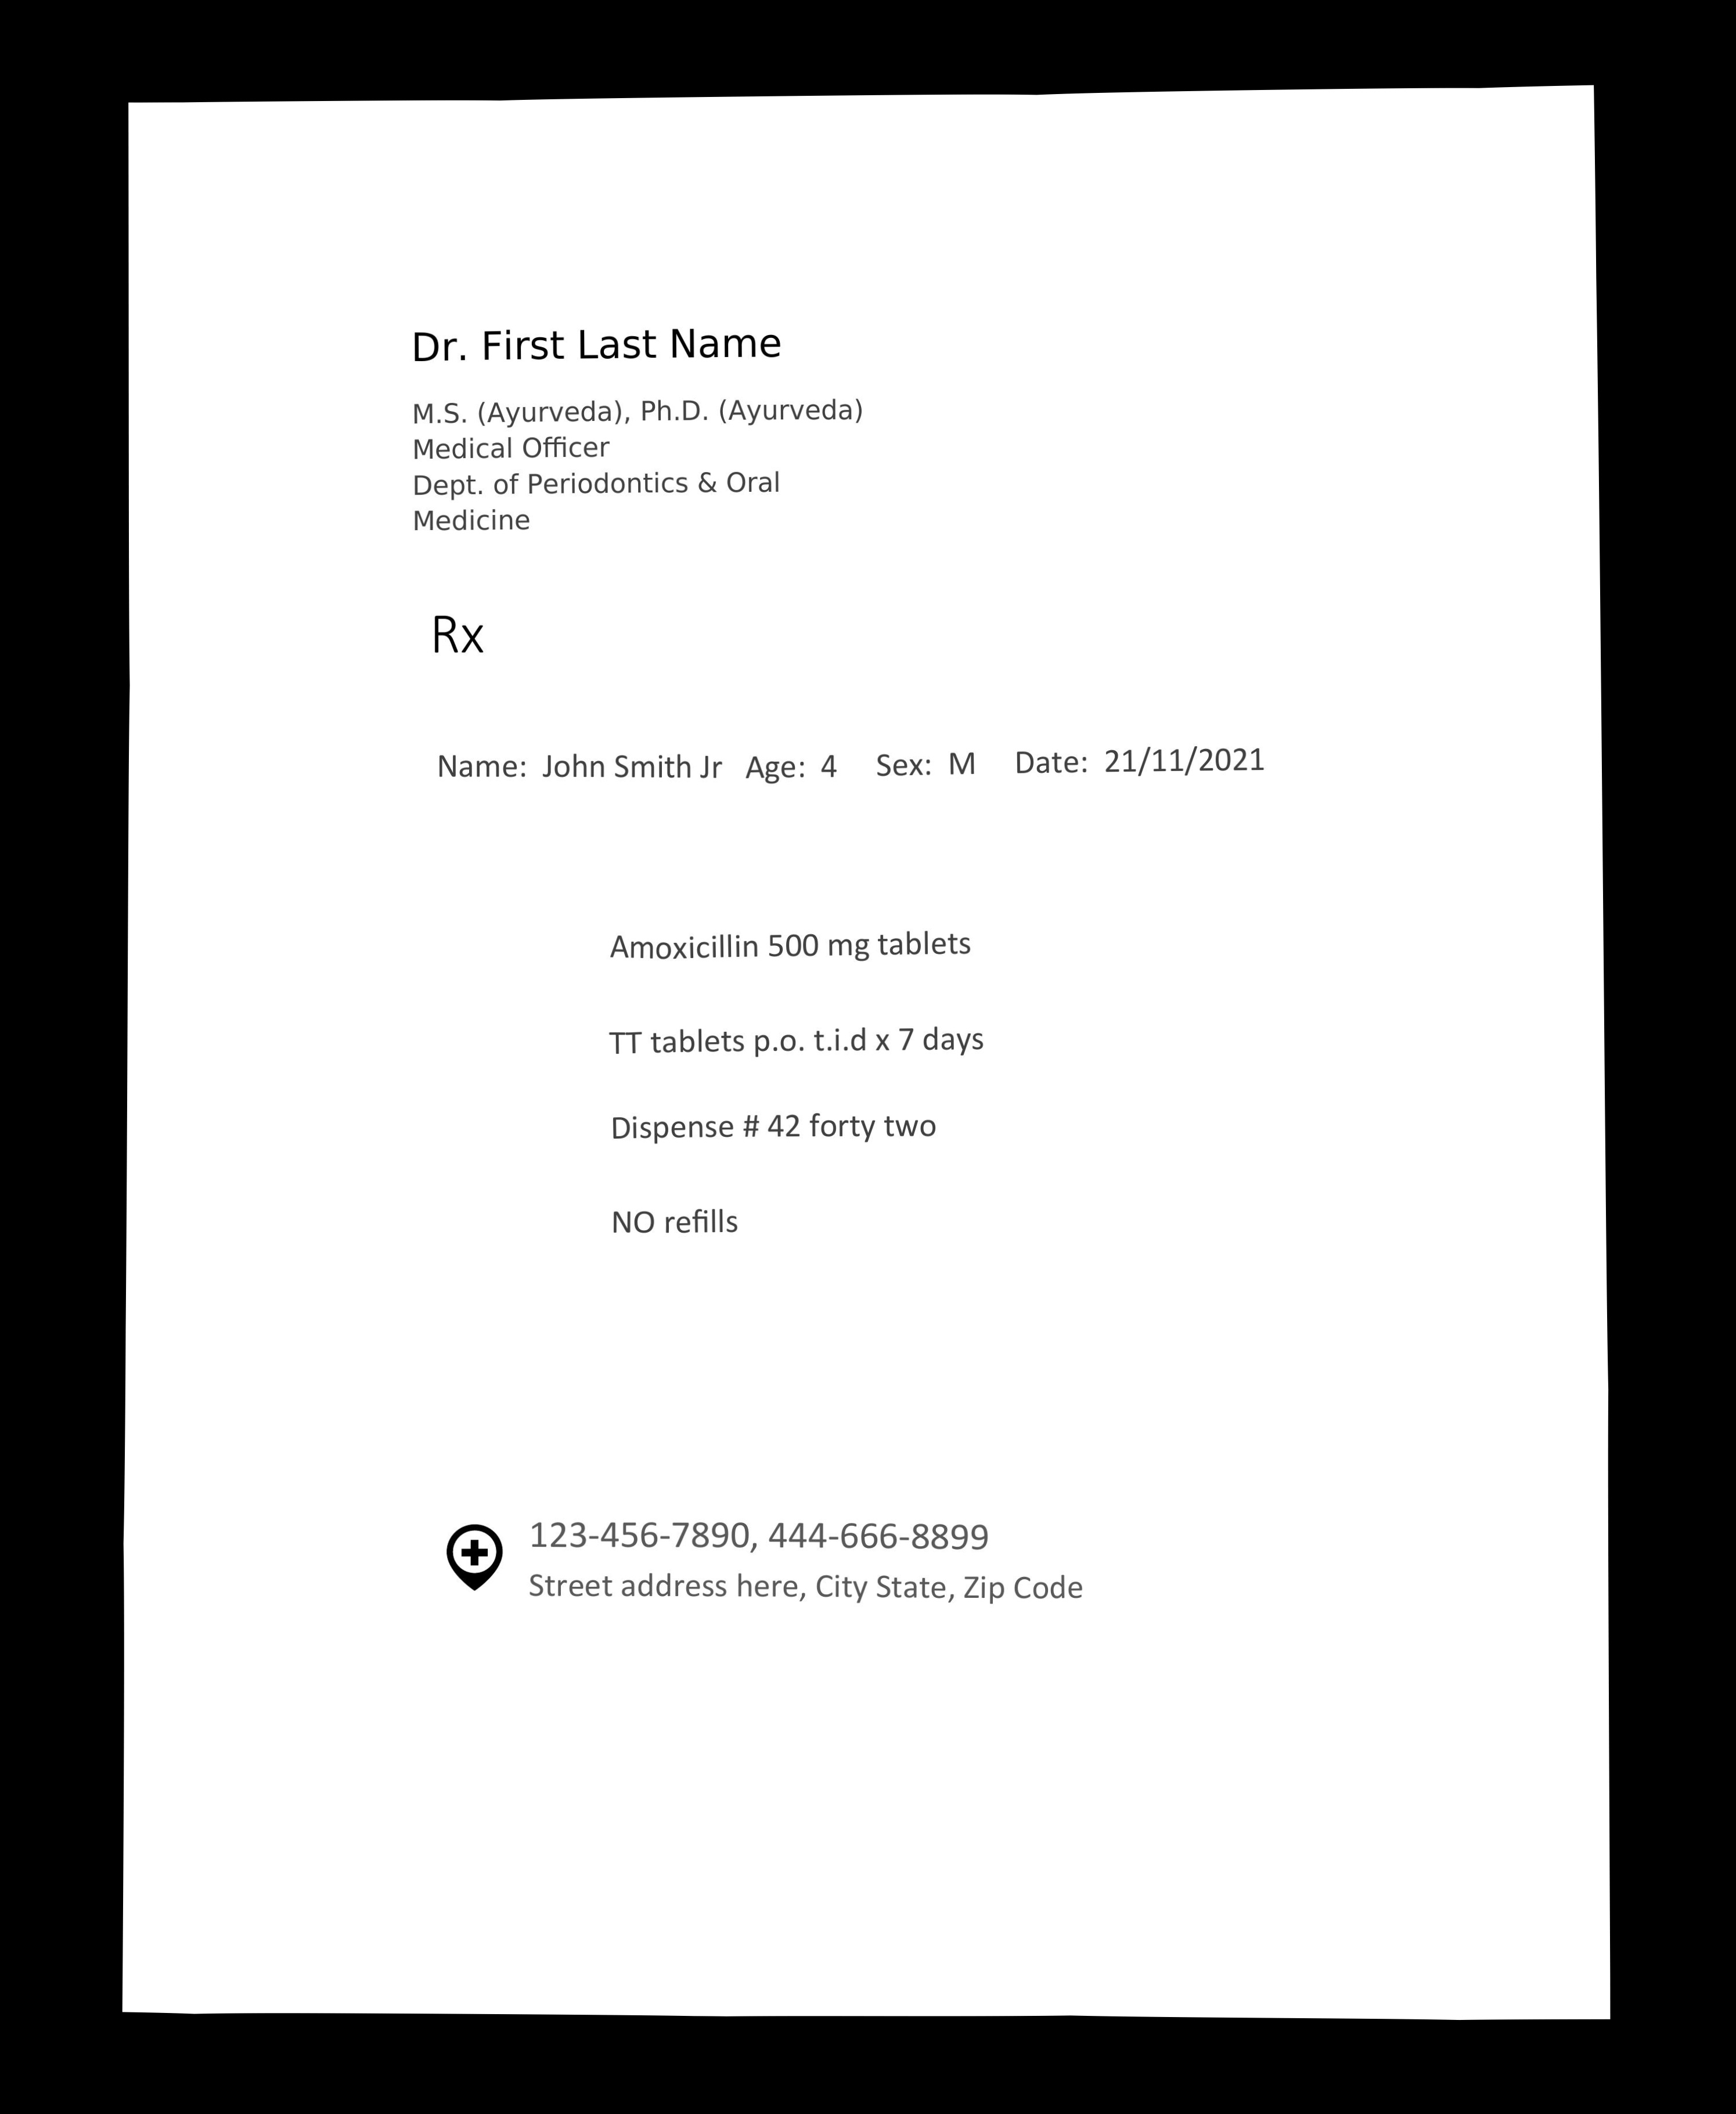 Dr. First Last Name
M.S. (Ayurveda), Ph.D. (Ayurveda)
Medical Officer
Dept. of Periodontics & Oral
Medicine
Rx
Name: John Smith Jr Age: 4 Sex: M Date: 21/11/2021
Amoxicillin 500 mg tablets
TT tablets p.o. t.i.d x 7 days
Dispense # 42 forty two
NO refills
123-456-7890, 444-666-8899
Street address here, City State, Zip Code